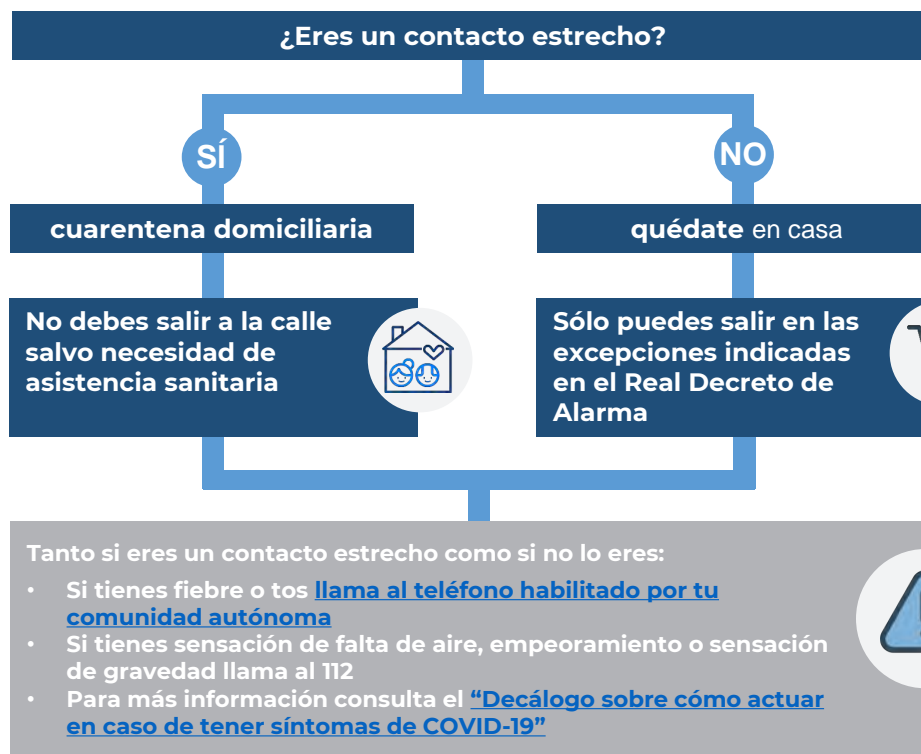 ¿Eres un contacto estrecho?
SÍ
NO
cuarentena domiciliaria
quédate en casa
No debes salir a la calle
salvo necesidad de
asistencia sanitaria
Sólo puedes salir en las
excepciones indicadas
en el Real Decreto de
Alarma
Tanto si eres un contacto estrecho como si no lo eres:
• Si tienes fiebre o tos llama al teléfono habilitado por tu
comunidad autónoma
• Si tienes sensación de falta de aire, empeoramiento o sensación
de gravedad llama al 112
• Para más información consulta el “Decálogo sobre cómo actuar
en caso de tener síntomas de COVID-19”